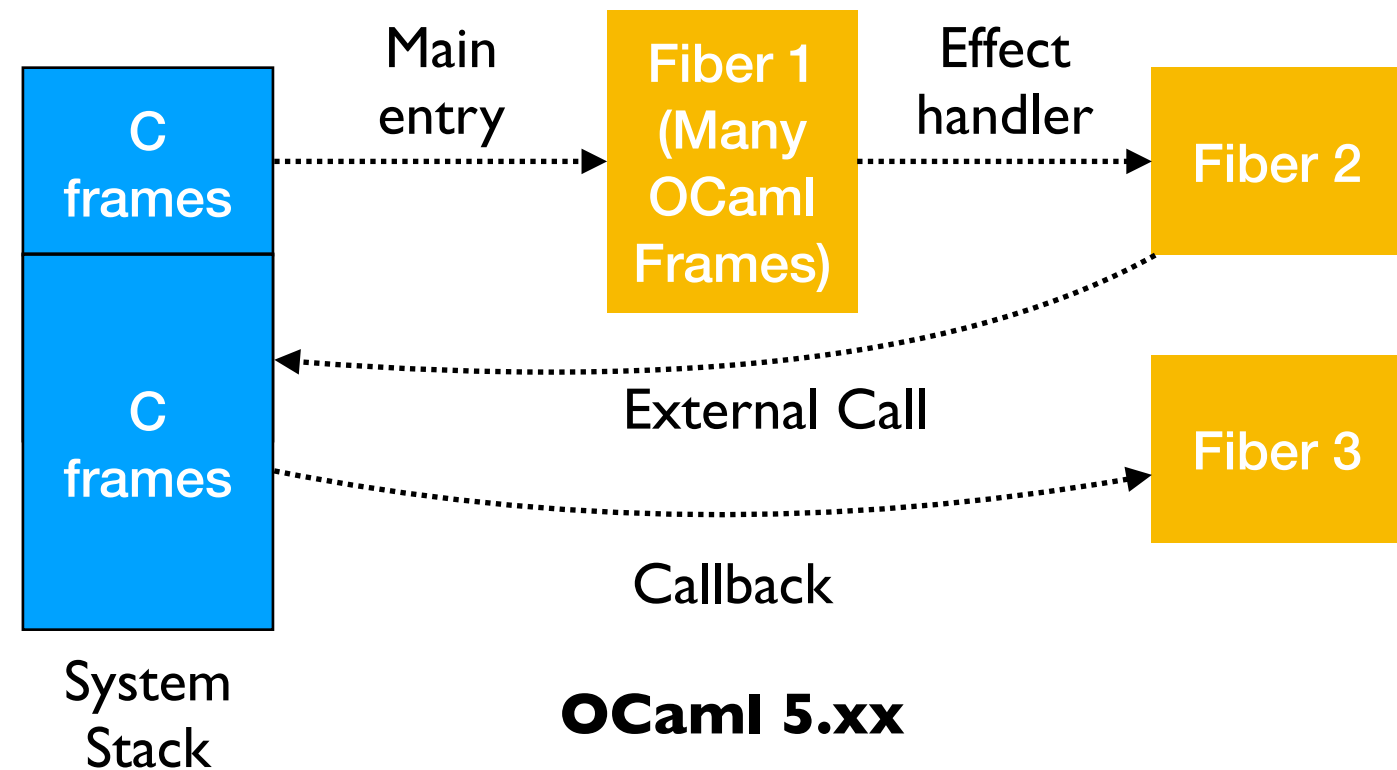 Main
entry
Effect
handler
C
frames
Fiber 1
(Many
OCaml
Frames)
Fiber 2
External Call
C
frames
Fiber 3
Callback
System
Stack
OCaml 5.xx